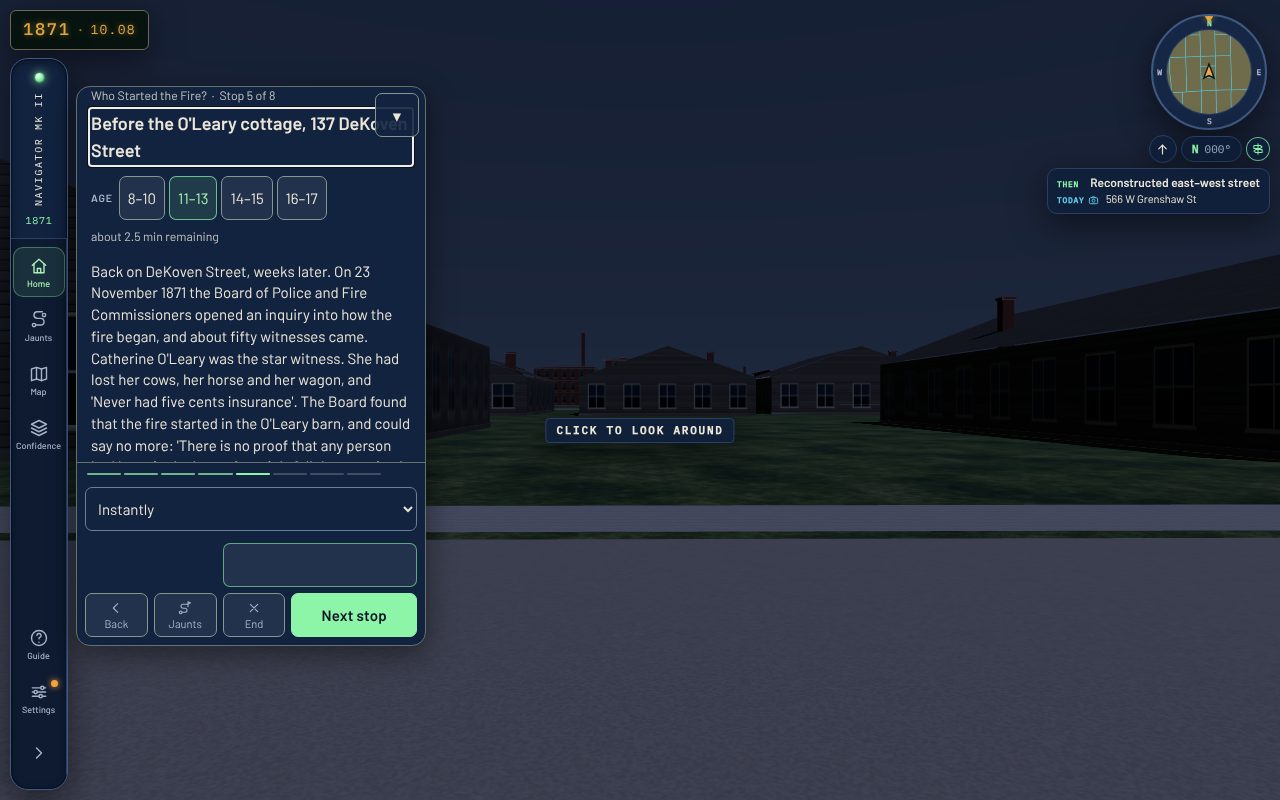 1871 · 10.08
NAVIGATOR MK II
1871
Home
Jaunts
Map
Confidence
Guide
Settings
Who Started the Fire? · Stop 5 of 8
Before the O'Leary cottage, 137 DeKoven
Street
▼
AGE 8–10 11–13 14–15 16–17
about 2.5 min remaining
Back on DeKoven Street, weeks later. On 23
November 1871 the Board of Police and Fire
Commissioners opened an inquiry into how the
fire began, and about fifty witnesses came.
Catherine O'Leary was the star witness. She had
lost her cows, her horse and her wagon, and
'Never had five cents insurance'. The Board found
that the fire started in the O'Leary barn, and could
say no more: 'There is no proof that any person
Instantly
Back
Jaunts
End
Next stop
CLICK TO LOOK AROUND
N
W
E
S
N 000°
THEN Reconstructed east–west street
TODAY 566 W Grenshaw St